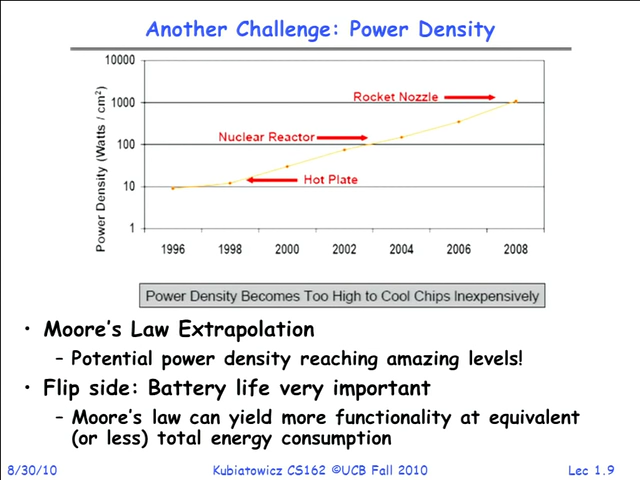 Another Challenge: Power Density
10000
1000
100
10
1
Power Density (Watts / cm²)
Rocket Nozzle
Nuclear Reactor
Hot Plate
1996 1998 2000 2002 2004 2006 2008
Power Density Becomes Too High to Cool Chips Inexpensively
• Moore's Law Extrapolation
– Potential power density reaching amazing levels!
• Flip side: Battery life very important
– Moore's law can yield more functionality at equivalent
(or less) total energy consumption
8/30/10 Kubiatowicz CS162 ©UCB Fall 2010 Lec 1.9